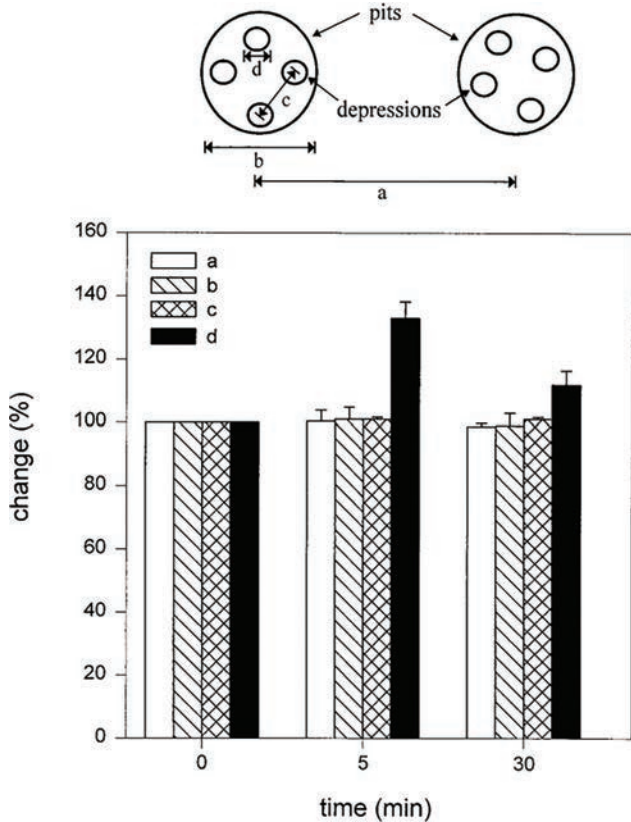 pits
d
c
depressions
b
a
160
140
120
100
80
60
40
20
0
change (%)
a
b
c
d
0 5 30
time (min)